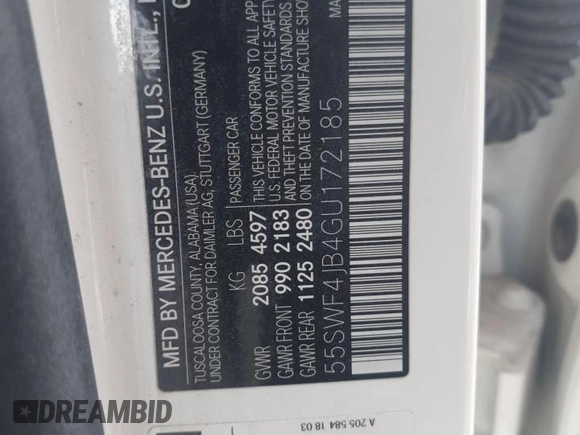 MFD BY MERCEDES-BENZ U.S. INTL.,
TUSCALOOSA COUNTY, ALABAMA (USA),
UNDER CONTRACT FOR DAIMLER AG, STUTTGART (GERMANY)
KG LBS PASSENGER CAR
GVWR 2085 4597 THIS VEHICLE CONFORMS TO ALL APP
GAWR FRONT 990 2183 U.S. FEDERAL MOTOR VEHICLE SAFETY
GAWR REAR 1125 2480 AND THEFT PREVENTION STANDARDS
ON THE DATE OF MANUFACTURE
55SWF4JB4GU172185
MA
A 205 584 18 03
DREAMBID